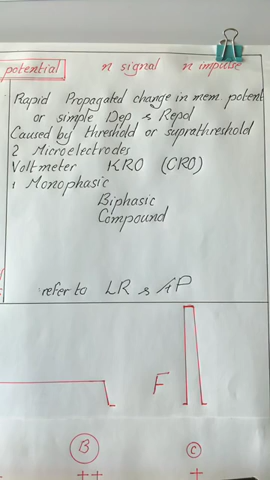 potential n signal n impulse
Rapid Propagated change in mem. potent
or simple Dep & Repol
Caused by threshold or suprathreshold
2 Microelectrodes
Voltmeter KRO (CRO)
1 Monophasic
Biphasic
Compound
refer to LR &
F
B C
++ +